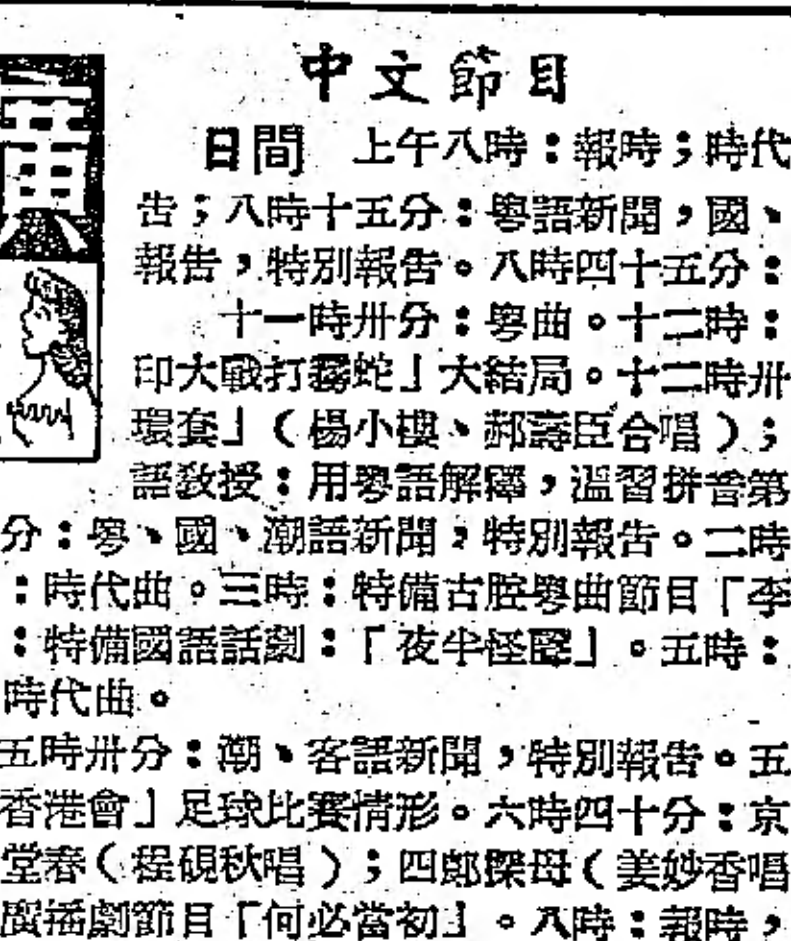 中文節目
廣
日間　上午八時：報時；時代
告；八時十五分：粵語新聞，國、
報告，特別報告。八時四十五分：
十一時卅分：粵曲。十二時：
印大戰打霧蛇」大結局。十二時卅
環套」（楊小樓、郝壽臣合唱）；
語敎授：用粵語解釋，溫習拼音第
分：粵、國、潮語新聞，特別報告。二時
：時代曲。三時：特備古腔粵曲節目「李
：特備國語話劇：「夜半怪聲」。五時：
時代曲。
五時卅分：潮、客語新聞，特別報告。五
香港會」足球比賽情形。六時四十分：京
堂春（程硯秋唱）；四郎探母（姜妙香唱
廣播劇節目「何必當初」。八時：報時，